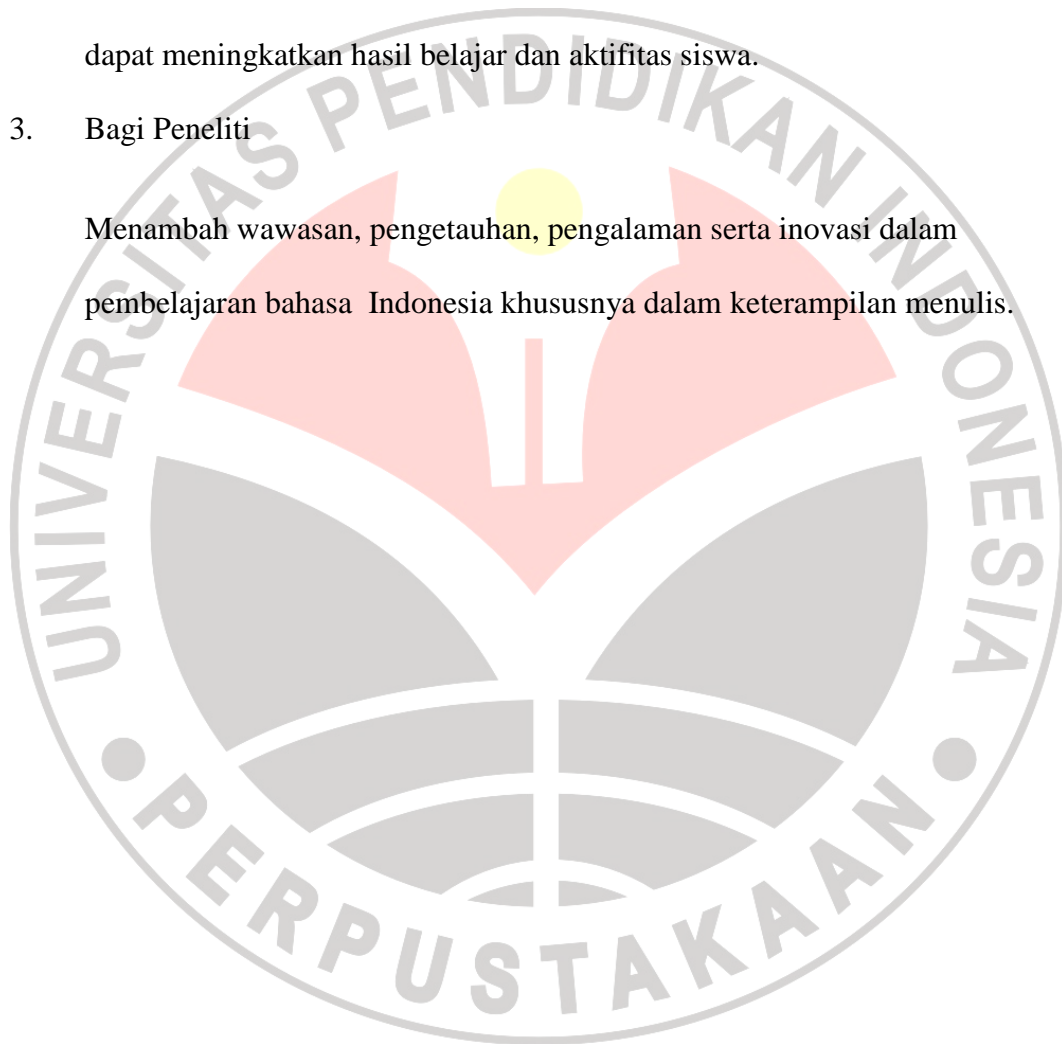 dapat meningkatkan hasil belajar dan aktifitas siswa.
3. Bagi Peneliti
Menambah wawasan, pengetauhan, pengalaman serta inovasi dalam
pembelajaran bahasa  Indonesia khususnya dalam keterampilan menulis.
UNIVERSITAS PENDIDIKAN INDONESIA
PERPUSTAKAAN